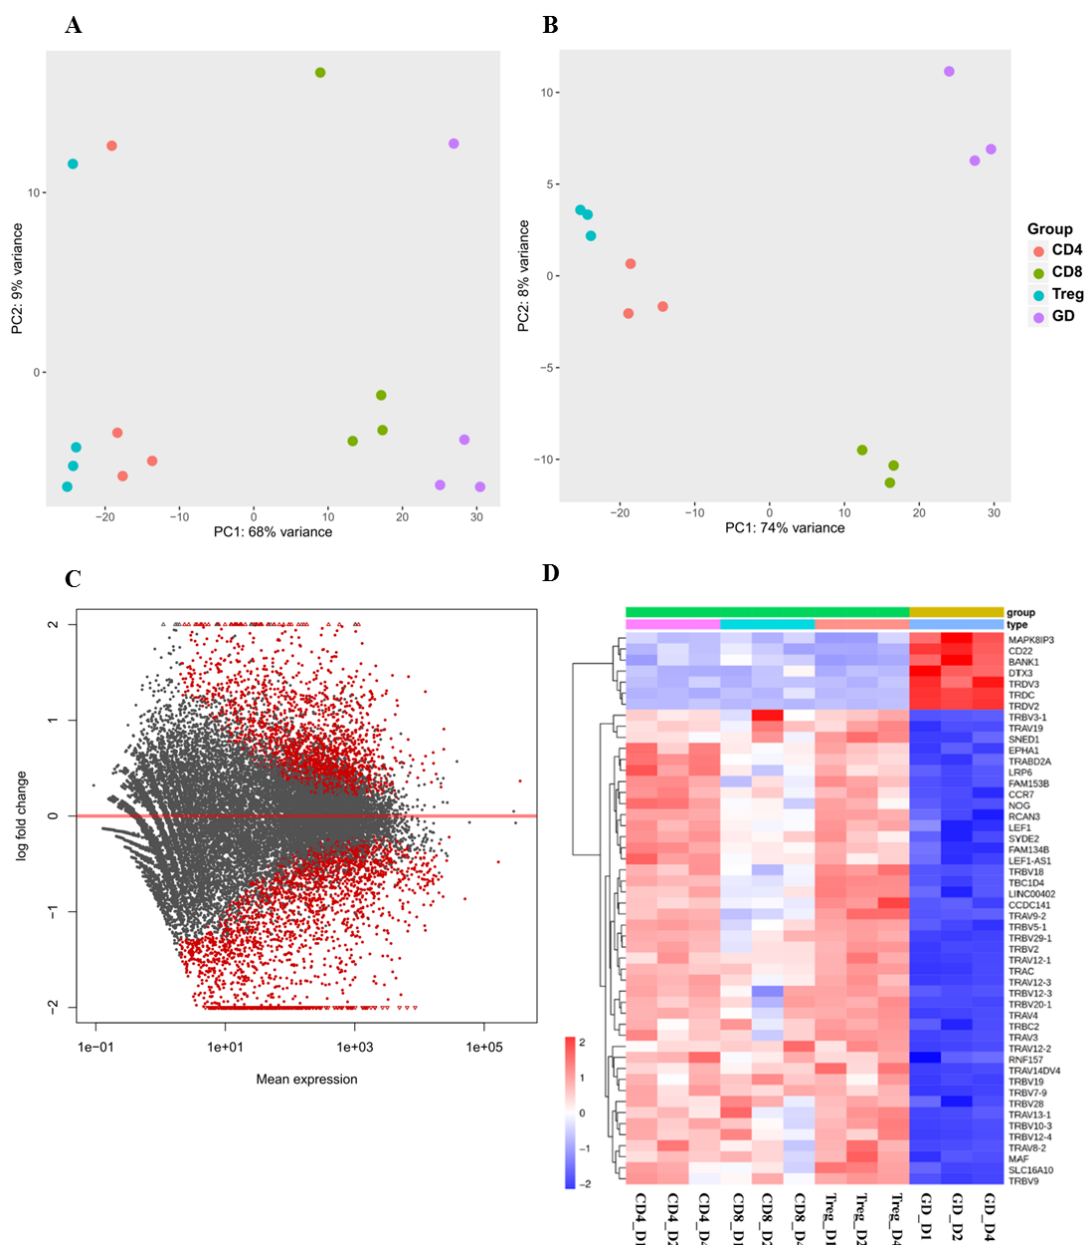 A
B
10
0
PC2: 9% variance
−20
−10
0
10
20
30
PC1: 68% variance
10
5
0
−5
−10
PC2: 8% variance
−20
−10
0
10
20
30
PC1: 74% variance
Group
CD4
CD8
Treg
GD
C
D
2
1
0
−1
−2
log fold change
1e−01
1e+01
1e+03
1e+05
Mean expression
group
type
MAPK8IP3
CD22
BANK1
DTX3
TRDV3
TRDC
TRDV2
TRBV3-1
TRAV19
SNED1
EPHA1
TRABD2A
LRP6
FAM153B
CCR7
NOG
RCAN3
LEF1
SYDE2
FAM134B
LEF1-AS1
TRBV18
TBC1D4
LINC00402
CCDC141
TRAV9-2
TRBV5-1
TRBV29-1
TRBV2
TRAV12-1
TRAC
TRAV12-3
TRBV12-3
TRBV20-1
TRAV4
TRBC2
TRAV3
TRAV12-2
RNF157
TRAV14DV4
TRBV19
TRBV7-9
TRBV28
TRAV13-1
TRBV10-3
TRBV12-4
TRAV8-2
MAF
SLC16A10
TRBV9
2
1
0
−1
−2
CD4_D1
CD4_D2
CD4_D4
CD8_D1
CD8_D2
CD8_D4
Treg_D1
Treg_D2
Treg_D4
GD_D1
GD_D2
GD_D4